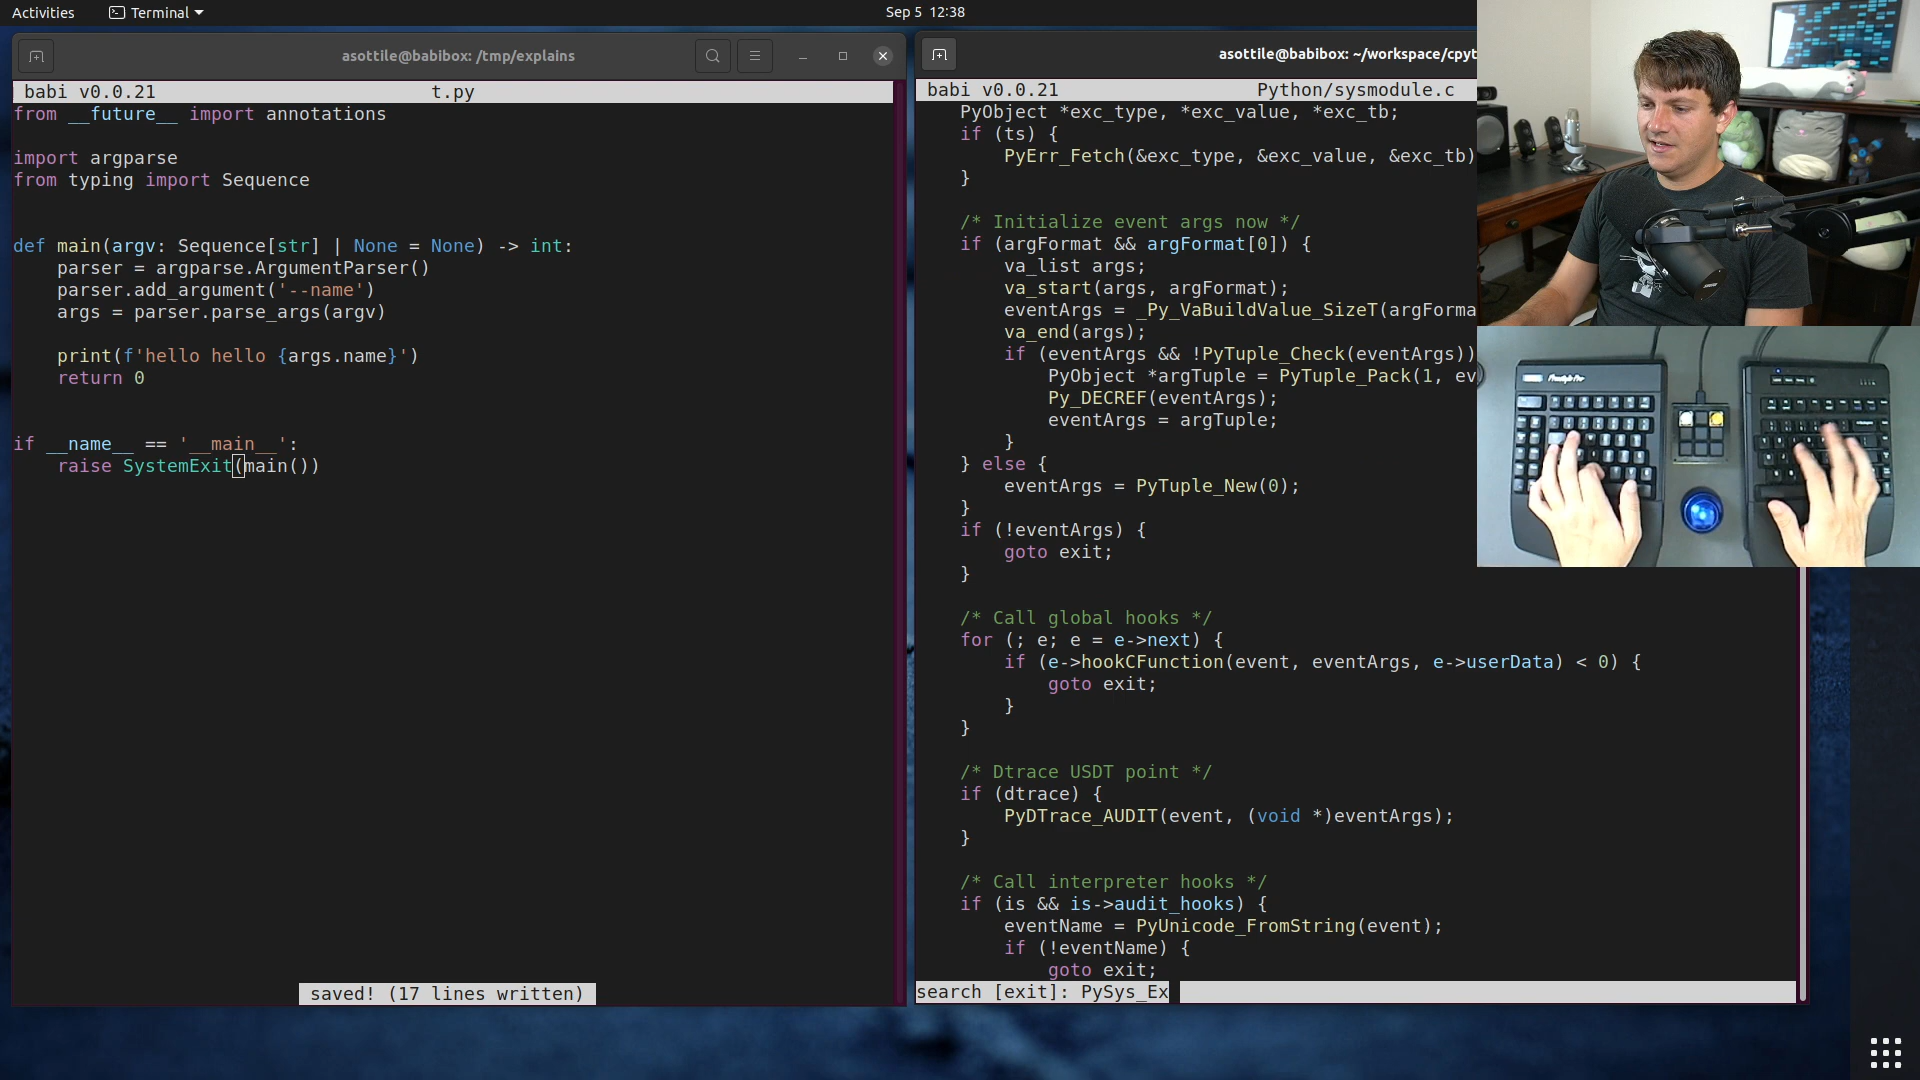 Activities
Terminal
Sep 5 12:38
asottile@babibox: /tmp/explains
babi v0.0.21 t.py
from __future__ import annotations
import argparse
from typing import Sequence
def main(argv: Sequence[str] | None = None) -> int:
    parser = argparse.ArgumentParser()
    parser.add_argument('--name')
    args = parser.parse_args(argv)
    print(f'hello hello {args.name}')
    return 0
if __name__ == '__main__':
    raise SystemExit(main())
saved! (17 lines written)
asottile@babibox: ~/workspace/cpyt
babi v0.0.21 Python/sysmodule.c
    PyObject *exc_type, *exc_value, *exc_tb;
    if (ts) {
        PyErr_Fetch(&exc_type, &exc_value, &exc_tb)
    }
    /* Initialize event args now */
    if (argFormat && argFormat[0]) {
        va_list args;
        va_start(args, argFormat);
        eventArgs = _Py_VaBuildValue_SizeT(argForma
        va_end(args);
        if (eventArgs && !PyTuple_Check(eventArgs))
            PyObject *argTuple = PyTuple_Pack(1, ev
            Py_DECREF(eventArgs);
            eventArgs = argTuple;
        }
    } else {
        eventArgs = PyTuple_New(0);
    }
    if (!eventArgs) {
        goto exit;
    }
    /* Call global hooks */
    for (; e; e = e->next) {
        if (e->hookCFunction(event, eventArgs, e->userData) < 0) {
            goto exit;
        }
    }
    /* Dtrace USDT point */
    if (dtrace) {
        PyDTrace_AUDIT(event, (void *)eventArgs);
    }
    /* Call interpreter hooks */
    if (is && is->audit_hooks) {
        eventName = PyUnicode_FromString(event);
        if (!eventName) {
            goto exit;
search [exit]: PySys_Ex